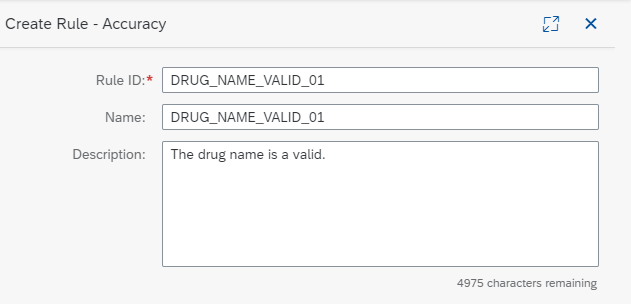 Create Rule - Accuracy
Rule ID:* DRUG_NAME_VALID_01
Name: DRUG_NAME_VALID_01
Description: The drug name is a valid.
4975 characters remaining